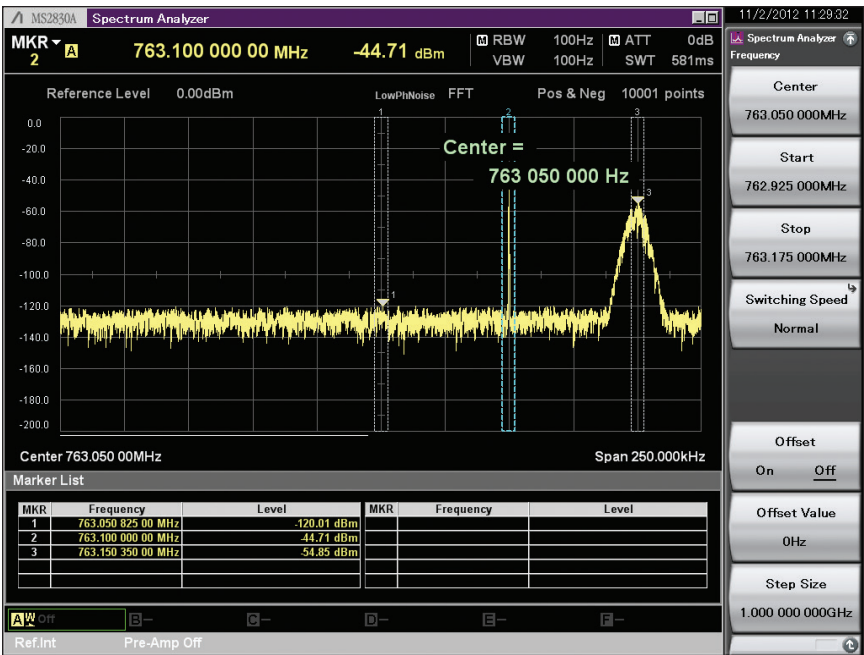 MS2830A Spectrum Analyzer
11/2/2012 11:29:32
MKR 2 A 763.100 000 00 MHz -44.71 dBm
M RBW 100Hz M ATT 0dB
VBW 100Hz SWT 581ms
Reference Level 0.00dBm LowPhNoise FFT Pos & Neg 10001 points
1 2 3
0.0
-20.0
-40.0
-60.0
-80.0
-100.0
-120.0
-140.0
-160.0
-180.0
-200.0
Center =
763 050 000 Hz
3
1
Center 763.050 00MHz Span 250.000kHz
Marker List
MKR Frequency Level MKR Frequency Level
1 763.050 825 00 MHz -120.01 dBm
2 763.100 000 00 MHz -44.71 dBm
3 763.150 350 00 MHz -54.85 dBm
A W Off B- C- D- E- F-
Ref.Int Pre-Amp Off
Spectrum Analyzer
Frequency
Center
763.050 000MHz
Start
762.925 000MHz
Stop
763.175 000MHz
Switching Speed
Normal
Offset
On Off
Offset Value
0Hz
Step Size
1.000 000 000GHz